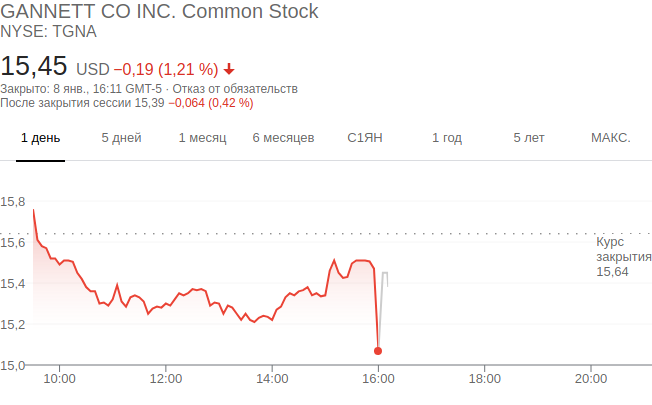 GANNETT CO INC. Common Stock
NYSE: TGNA
15,45 USD −0,19 (1,21 %)
Закрыто: 8 янв., 16:11 GMT-5 · Отказ от обязательств
После закрытия сессии 15,39 −0,064 (0,42 %)
1 день 5 дней 1 месяц 6 месяцев С1ЯН 1 год 5 лет МАКС.
15,8
15,6
15,4
15,2
15,0
Курс
закрытия
15,64
10:00 12:00 14:00 16:00 18:00 20:00